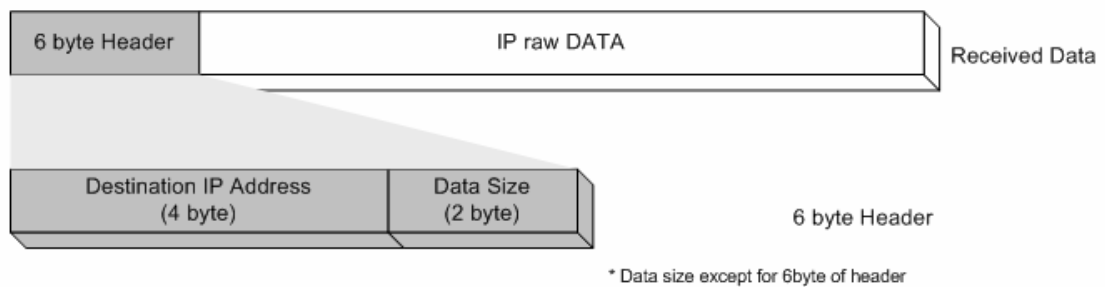 6 byte Header
IP raw DATA
Received Data
Destination IP Address
(4 byte)
Data Size
(2 byte)
6 byte Header
* Data size except for 6byte of header